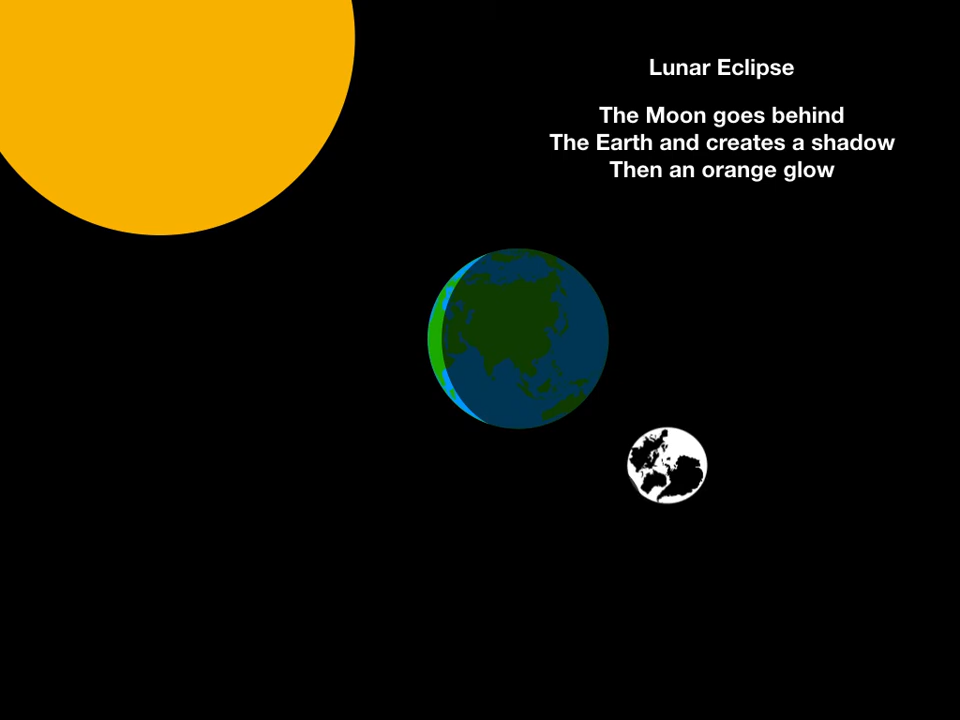 Lunar Eclipse
The Moon goes behind
The Earth and creates a shadow
Then an orange glow